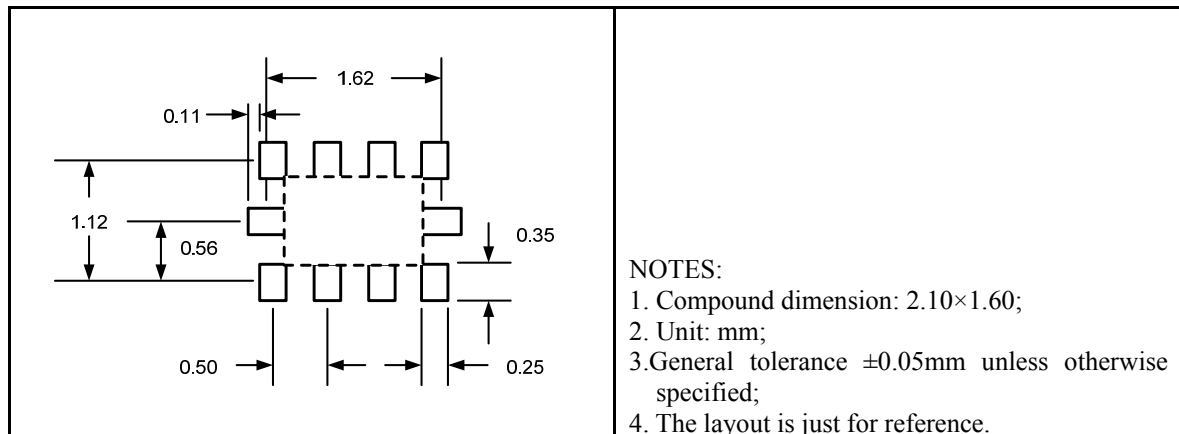 1.62
0.11
1.12
0.56
0.35
0.50
0.25
NOTES:
1. Compound dimension: 2.10×1.60;
2. Unit: mm;
3.General tolerance ±0.05mm unless otherwise
specified;
4. The layout is just for reference.